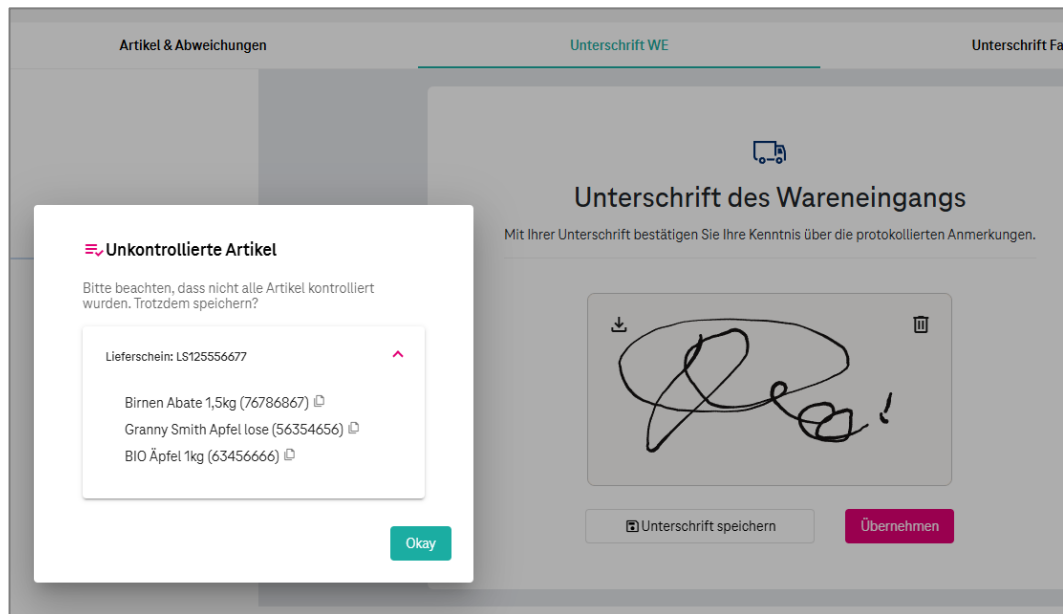 Artikel & Abweichungen
Unterschrift WE
Unterschrift Fa
Unterschrift des Wareneingangs
Mit Ihrer Unterschrift bestätigen Sie Ihre Kenntnis über die protokollierten Anmerkungen.
Unkontrollierte Artikel
Bitte beachten, dass nicht alle Artikel kontrolliert
wurden. Trotzdem speichern?
Lieferschein: LS125556677
Birnen Abate 1,5kg (76786867)
Granny Smith Apfel lose (56354656)
BIO Äpfel 1kg (63456666)
Okay
Unterschrift speichern
Übernehmen